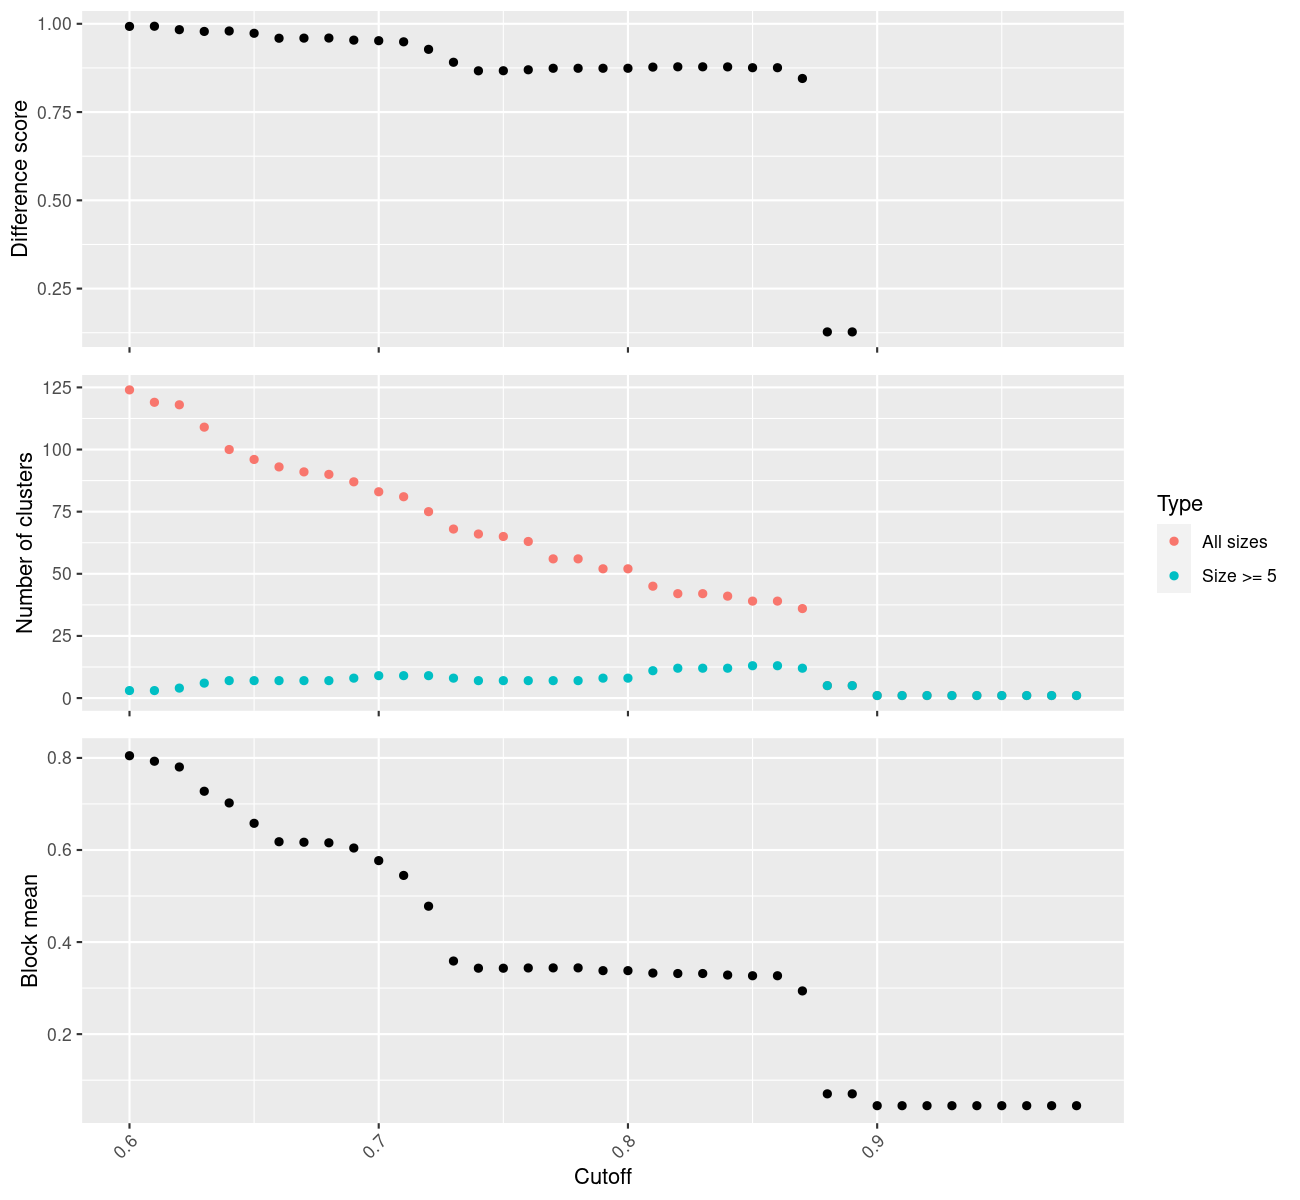 1.00
0.75
0.50
0.25
Difference score
125
100
75
50
25
0
Number of clusters
Type
All sizes
Size >= 5
0.8
0.6
0.4
0.2
Block mean
0.6 0.7 0.8 0.9
Cutoff